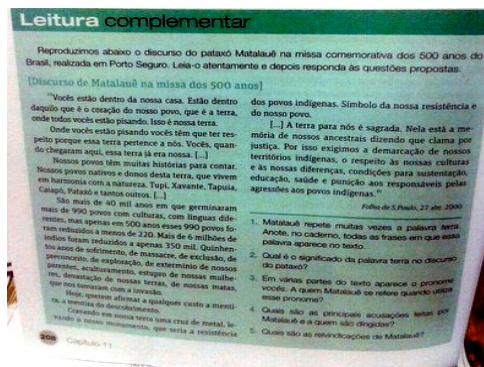 Leitura complementar
Reproduzimos abaixo o discurso do pataxó Matalauê na missa comemorativa dos 500 anos do
Brasil, realizada em Porto Seguro. Leia-o atentamente e depois responda às questões propostas.
[Discurso de Matalauê na missa dos 500 anos]
"Vocês estão dentro da nossa casa. Estão dentro
daquilo que é o coração do nosso povo, que é a terra,
onde todos vocês estão pisando. Isso é nossa terra.
Onde vocês estão pisando vocês têm que ter res-
peito porque essa terra pertence a nós. Vocês, quan-
do chegaram aqui, essa terra já era nossa. [...]
Nossos povos têm muitas histórias para contar.
Nossos povos nativos e donos desta terra, que vivem
em harmonia com a natureza. Tupi, Xavante, Tapuia,
Caiapó, Pataxó e tantos outros. [...]
São mais de 40 mil anos em que germinaram
mais de 990 povos com culturas, com línguas dife-
rentes, mas apenas em 500 anos esses 990 povos fo-
ram reduzidos a menos de 220. Mais de 6 milhões de
índios foram reduzidos a apenas 350 mil. Quinhen-
tos anos de sofrimento, de massacre, de exclusão, de
preconceito, de exploração, de extermínio de nossos
parentes, aculturamento, estupro de nossas mulhe-
res, devastação de nossas terras, de nossas matas,
que nos tomaram com a invasão.
Hoje, querem afirmar a qualquer custo a menti-
ra, a mentira do descobrimento.
Cravando em nossa terra uma cruz de metal, le-
vando o nosso monumento, que seria a resistência
dos povos indígenas. Símbolo da nossa resistência e
do nosso povo.
[...] A terra para nós é sagrada. Nela está a me-
mória de nossos ancestrais dizendo que clama por
justiça. Por isso exigimos a demarcação de nossos
territórios indígenas, o respeito às nossas culturas
e às nossas diferenças, condições para sustentação,
educação, saúde e punição aos responsáveis pelas
agressões aos povos indígenas."
Folha de S.Paulo, 27 abr. 2000.
1. Matalauê repete muitas vezes a palavra terra.
Anote, no caderno, todas as frases em que essa
palavra aparece no texto.
2. Qual é o significado da palavra terra no discurso
do pataxó?
3. Em várias partes do texto aparece o pronome
vocês. A quem Matalauê se refere quando utiliza
esse pronome?
4. Quais são as principais acusações feitas por
Matalauê e a quem são dirigidas?
5. Quais são as reivindicações de Matalauê?
206 Capítulo 11